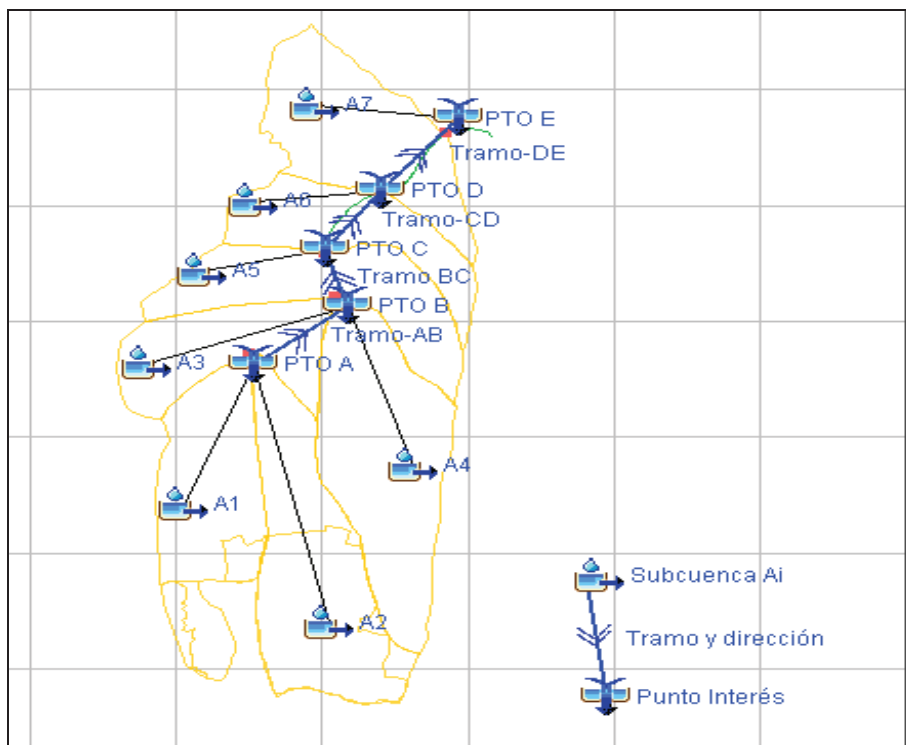 A7
PTO E
Tramo-DE
A6
PTO D
Tramo-CD
PTO C
A5
Tramo BC
PTO B
Tramo-AB
A3
PTO A
A4
A1
A2
Subcuenca Ai
Tramo y dirección
Punto Interés